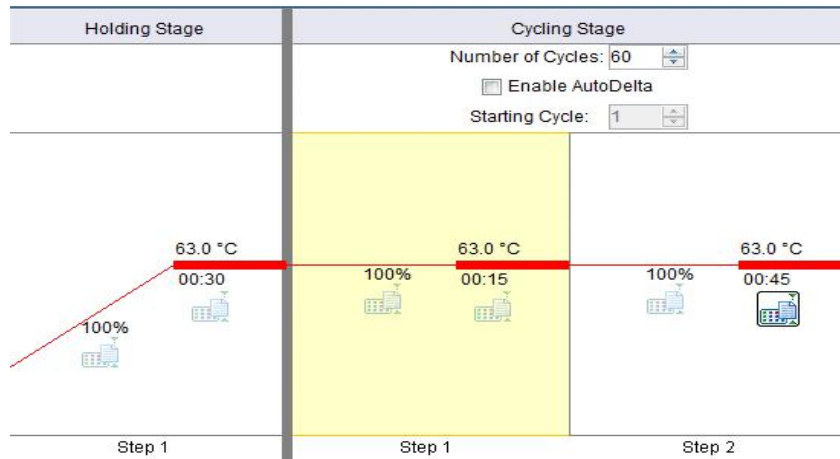 Holding Stage
Cycling Stage
Number of Cycles: 60
Enable AutoDelta
Starting Cycle: 1
63.0 °C
00:30
100%
63.0 °C
100%
00:15
63.0 °C
100%
00:45
Step 1
Step 1
Step 2